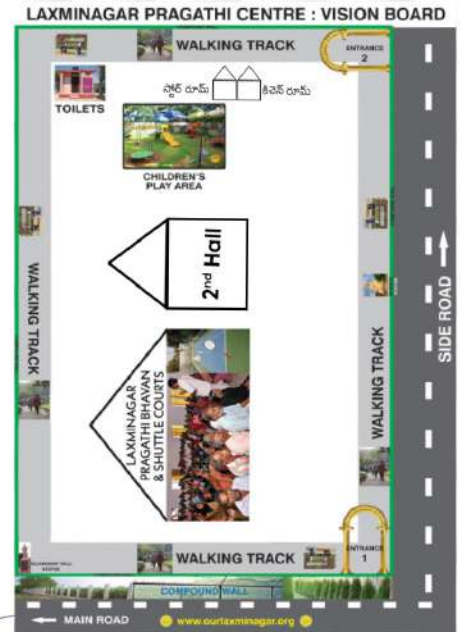 LAXMINAGAR PRAGATHI CENTRE : VISION BOARD
WALKING TRACK
ENTRANCE
2
TOILETS
స్టోర్ రూమ్
కిచెన్ రూమ్
CHILDREN'S
PLAY AREA
2nd Hall
WALKING TRACK
SIDE ROAD
WALKING TRACK
LAXMINAGAR
PRAGATHI BHAVAN
& SHUTTLE COURTS
WALKING TRACK
ENTRANCE
1
COMPOUND WALL
MAIN ROAD
www.ourlaxminagar.org